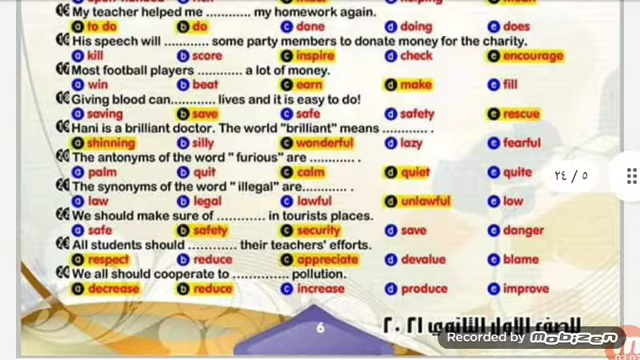 My teacher helped me ............ my homework again.
a to do b do c done d doing e does
His speech will ............ some party members to donate money for the charity.
a kill b score c inspire d check e encourage
Most football players ............ a lot of money.
a win b beat c earn d make e fill
Giving blood can............ lives and it is easy to do!
a saving b save c safe d safety e rescue
Hani is a brilliant doctor. The world "brilliant" means ............ .
a shinning b silly c wonderful d lazy e fearful
The antonyms of the word " furious" are ............ .
a palm b quit c calm d quiet e quite
The synonyms of the word " illegal" are............ .
a law b legal c lawful d unlawful e low
٢٤ / ٥
We should make sure of ............ in tourists places.
a safe b safety c security d save e danger
All students should ............ their teachers' efforts.
a respect b reduce c appreciate d devalue e blame
We all should cooperate to .............. pollution.
a decrease b reduce c increase d produce e improve
6
للصف الأول الثانوي ٢٠٢١
Recorded by
mobizen